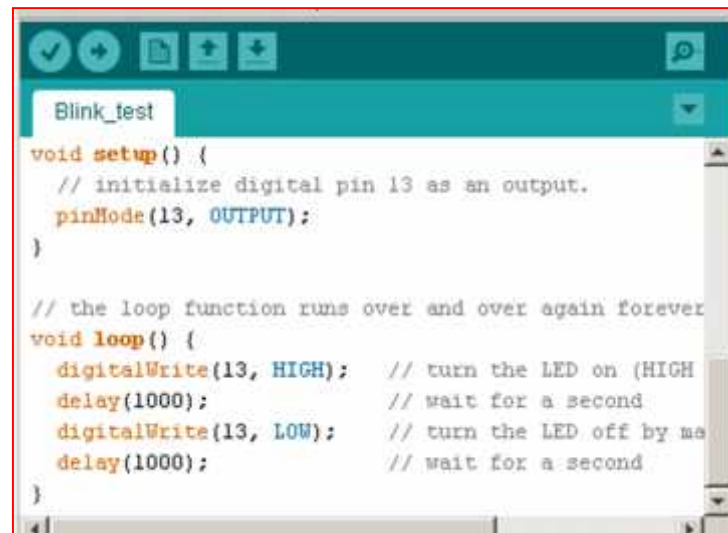 Blink_test
void setup() {
// initialize digital pin 13 as an output.
pinMode(13, OUTPUT);
}
// the loop function runs over and over again forever
void loop() {
digitalWrite(13, HIGH); // turn the LED on (HIGH
delay(1000); // wait for a second
digitalWrite(13, LOW); // turn the LED off by ma
delay(1000); // wait for a second
}